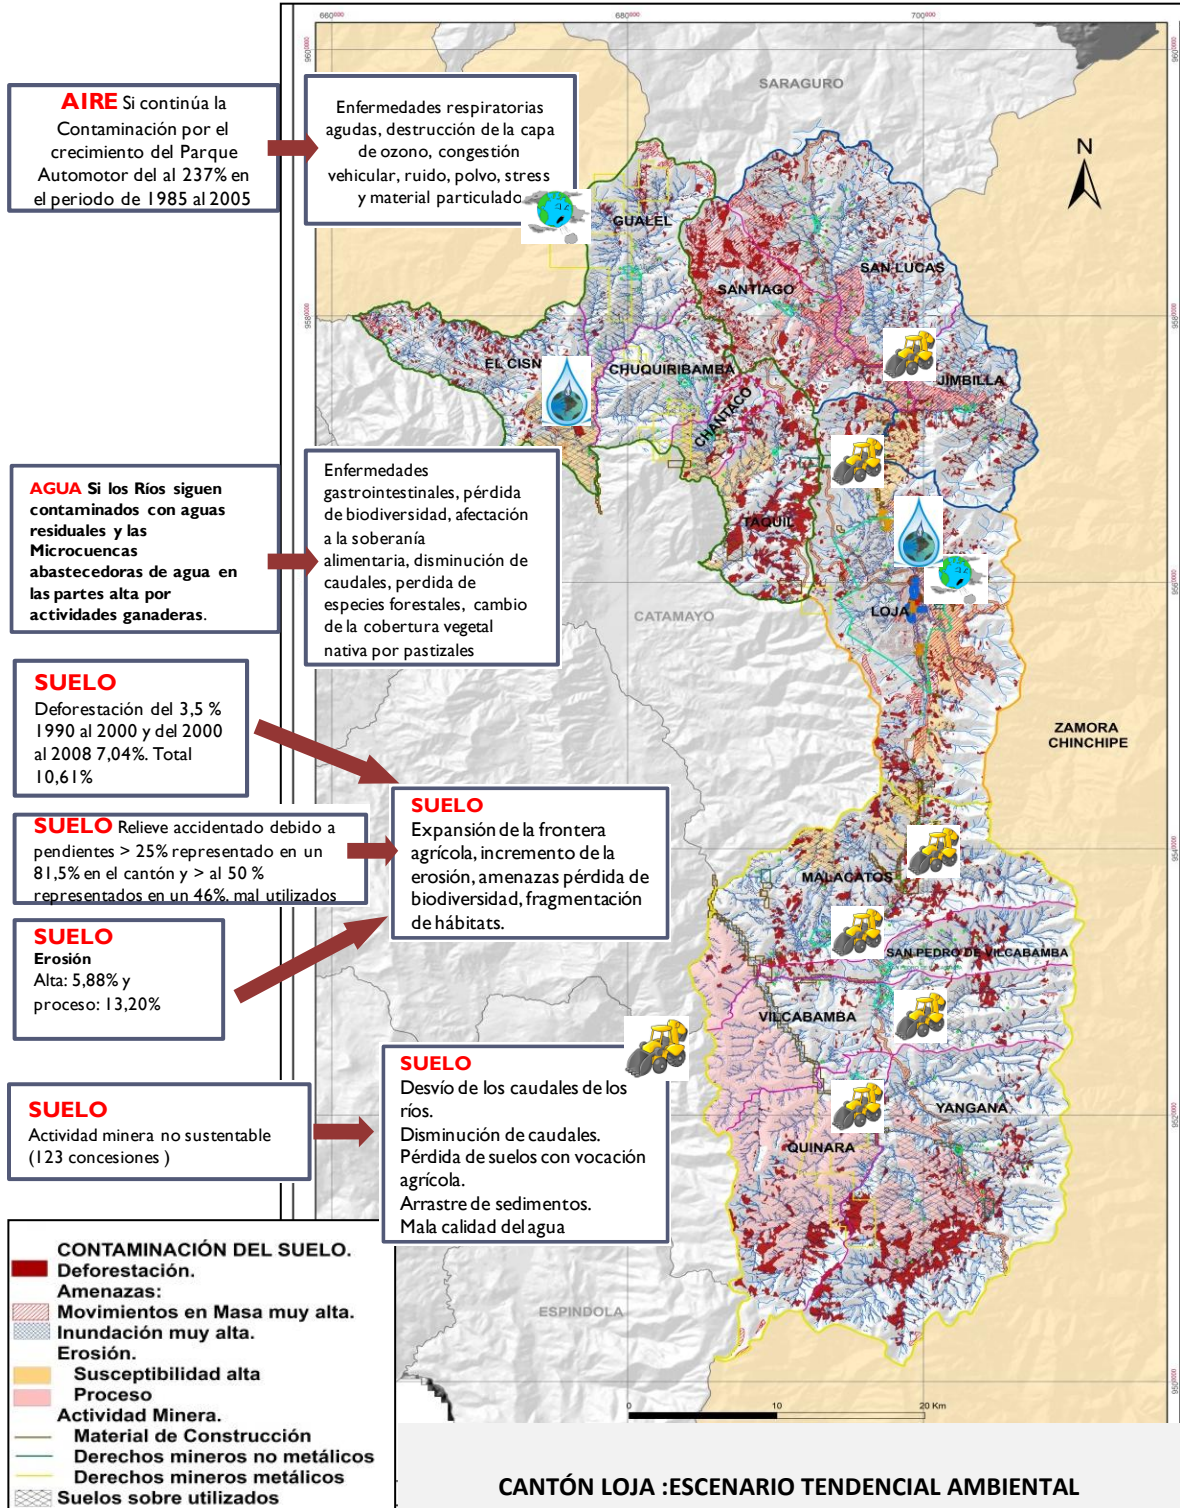 660000
680000
700000
9600000
9580000
9560000
9540000
9520000
9500000
SARAGURO
N
AIRE Si continúa la
Contaminación por el
crecimiento del Parque
Automotor del al 237% en
el periodo de 1985 al 2005
Enfermedades respiratorias
agudas, destrucción de la capa
de ozono, congestión
vehicular, ruido, polvo, stress
y material particulado
GUALEL
SAN LUCAS
SANTIAGO
EL CISN
CHUQUIRIBAMBA
JIMBILLA
CHANTACO
TAQUIL
LOJA
CATAMAYO
ZAMORA
CHINCHIPE
AGUA Si los Ríos siguen
contaminados con aguas
residuales y las
Microcuencas
abastecedoras de agua en
las partes alta por
actividades ganaderas.
Enfermedades
gastrointestinales, pérdida
de biodiversidad, afectación
a la soberanía
alimentaria, disminución de
caudales, perdida de
especies forestales, cambio
de la cobertura vegetal
nativa por pastizales
SUELO
Deforestación del 3,5 %
1990 al 2000 y del 2000
al 2008 7,04%. Total
10,61%
SUELO Relieve accidentado debido a
pendientes > 25% representado en un
81,5% en el cantón y > al 50 %
representados en un 46%. mal utilizados
SUELO
Erosión
Alta: 5,88% y
proceso: 13,20%
SUELO
Expansión de la frontera
agrícola, incremento de la
erosión, amenazas pérdida de
biodiversidad, fragmentación
de hábitats.
MALACATOS
SAN PEDRO DE VILCABAMBA
VILCABAMBA
YANGANA
QUINARA
ESPINDOLA
SUELO
Actividad minera no sustentable
(123 concesiones )
SUELO
Desvío de los caudales de los
ríos.
Disminución de caudales.
Pérdida de suelos con vocación
agrícola.
Arrastre de sedimentos.
Mala calidad del agua
CONTAMINACIÓN DEL SUELO.
Deforestación.
Amenazas:
Movimientos en Masa muy alta.
Inundación muy alta.
Erosión.
Susceptibilidad alta
Proceso
Actividad Minera.
Material de Construcción
Derechos mineros no metálicos
Derechos mineros metálicos
Suelos sobre utilizados
0 10 20 Km
CANTÓN LOJA :ESCENARIO TENDENCIAL AMBIENTAL